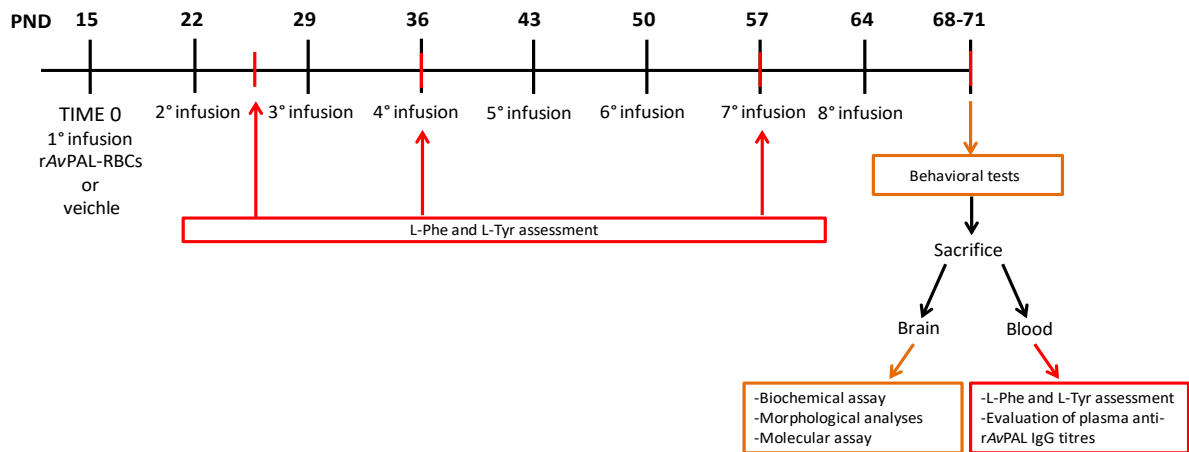 PND 15 22 29 36 43 50 57 64 68-71
TIME 0 2° infusion 3° infusion 4° infusion 5° infusion 6° infusion 7° infusion 8° infusion
1° infusion
rAvPAL-RBCs
or
veichle
Behavioral tests
L-Phe and L-Tyr assessment
Sacrifice
Brain Blood
-Biochemical assay
-Morphological analyses
-Molecular assay
-L-Phe and L-Tyr assessment
-Evaluation of plasma anti-
rAvPAL IgG titres